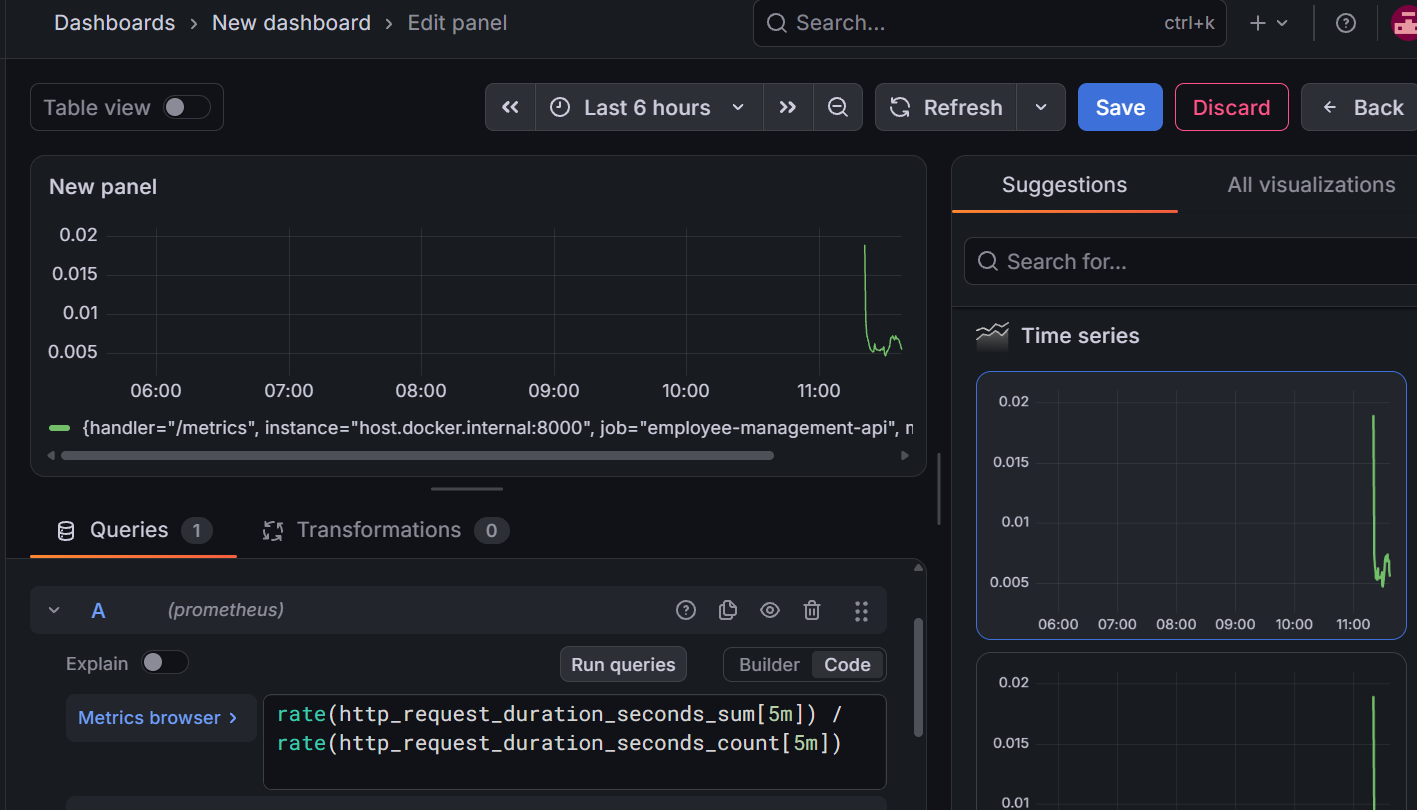 Dashboards › New dashboard › Edit panel
Search... ctrl+k
Table view
Last 6 hours
Refresh
Save
Discard
Back
New panel
0.02
0.015
0.01
0.005
06:00 07:00 08:00 09:00 10:00 11:00
{handler="/metrics", instance="host.docker.internal:8000", job="employee-management-api", m
Queries 1
Transformations 0
A (prometheus)
Explain
Run queries
Builder Code
Metrics browser ›
rate(http_request_duration_seconds_sum[5m]) /
rate(http_request_duration_seconds_count[5m])
Suggestions
All visualizations
Search for...
Time series
0.02
0.015
0.01
0.005
06:00 07:00 08:00 09:00 10:00 11:00
0.02
0.015
0.01